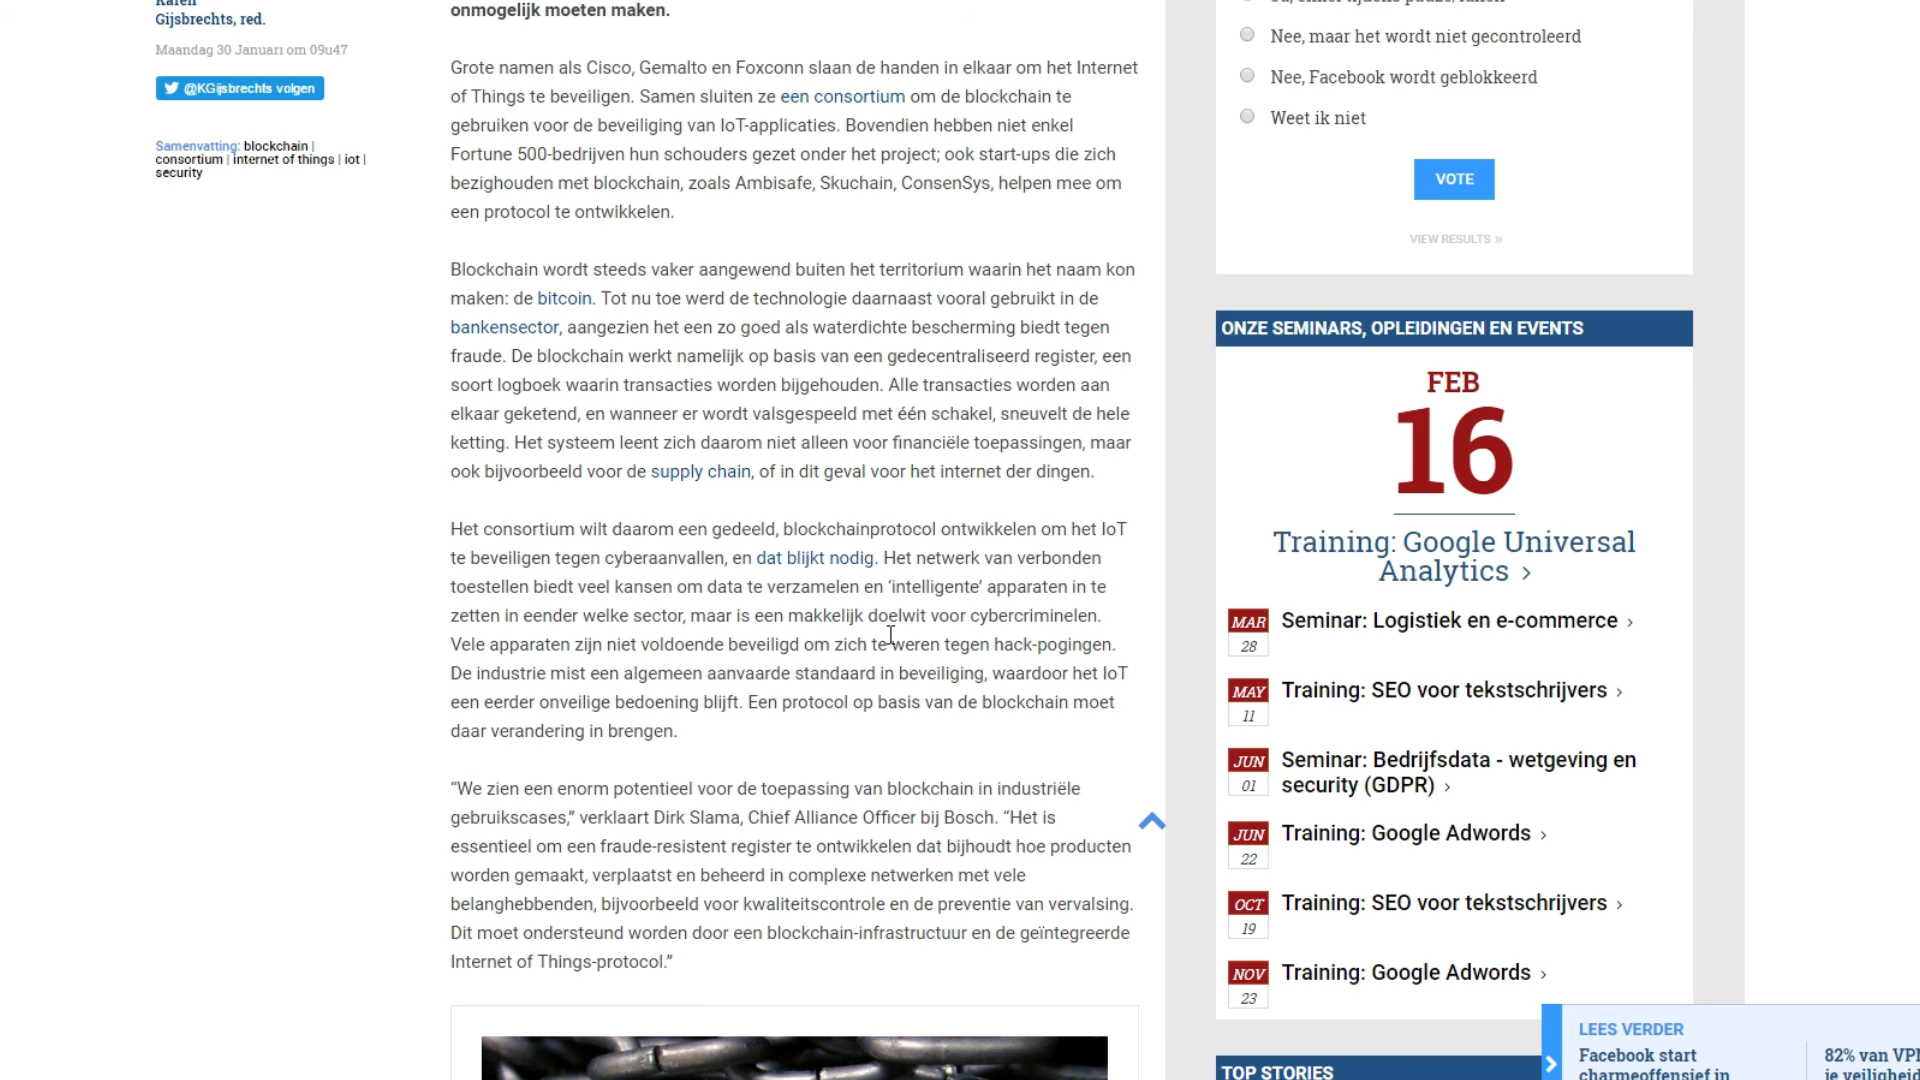 Karen
Gijsbrechts, red.
Maandag 30 Januari om 09u47
@KGijsbrechts volgen
Samenvatting: blockchain |
consortium | internet of things | iot |
security
onmogelijk moeten maken.
Grote namen als Cisco, Gemalto en Foxconn slaan de handen in elkaar om het Internet
of Things te beveiligen. Samen sluiten ze een consortium om de blockchain te
gebruiken voor de beveiliging van IoT-applicaties. Bovendien hebben niet enkel
Fortune 500-bedrijven hun schouders gezet onder het project; ook start-ups die zich
bezighouden met blockchain, zoals Ambisafe, Skuchain, ConsenSys, helpen mee om
een protocol te ontwikkelen.
Blockchain wordt steeds vaker aangewend buiten het territorium waarin het naam kon
maken: de bitcoin. Tot nu toe werd de technologie daarnaast vooral gebruikt in de
bankensector, aangezien het een zo goed als waterdichte bescherming biedt tegen
fraude. De blockchain werkt namelijk op basis van een gedecentraliseerd register, een
soort logboek waarin transacties worden bijgehouden. Alle transacties worden aan
elkaar geketend, en wanneer er wordt valsgespeeld met één schakel, sneuvelt de hele
ketting. Het systeem leent zich daarom niet alleen voor financiële toepassingen, maar
ook bijvoorbeeld voor de supply chain, of in dit geval voor het internet der dingen.
Het consortium wilt daarom een gedeeld, blockchainprotocol ontwikkelen om het IoT
te beveiligen tegen cyberaanvallen, en dat blijkt nodig. Het netwerk van verbonden
toestellen biedt veel kansen om data te verzamelen en ‘intelligente’ apparaten in te
zetten in eender welke sector, maar is een makkelijk doelwit voor cybercriminelen.
Vele apparaten zijn niet voldoende beveiligd om zich te weren tegen hack-pogingen.
De industrie mist een algemeen aanvaarde standaard in beveiliging, waardoor het IoT
een eerder onveilige bedoening blijft. Een protocol op basis van de blockchain moet
daar verandering in brengen.
“We zien een enorm potentieel voor de toepassing van blockchain in industriële
gebruikscases,” verklaart Dirk Slama, Chief Alliance Officer bij Bosch. “Het is
essentieel om een fraude-resistent register te ontwikkelen dat bijhoudt hoe producten
worden gemaakt, verplaatst en beheerd in complexe netwerken met vele
belanghebbenden, bijvoorbeeld voor kwaliteitscontrole en de preventie van vervalsing.
Dit moet ondersteund worden door een blockchain-infrastructuur en de geïntegreerde
Internet of Things-protocol.”
Nee, maar het wordt niet gecontroleerd
Nee, Facebook wordt geblokkeerd
Weet ik niet
VOTE
VIEW RESULTS »
ONZE SEMINARS, OPLEIDINGEN EN EVENTS
FEB
16
Training: Google Universal
Analytics ›
MAR
28
Seminar: Logistiek en e-commerce ›
MAY
11
Training: SEO voor tekstschrijvers ›
JUN
01
Seminar: Bedrijfsdata - wetgeving en
security (GDPR) ›
JUN
22
Training: Google Adwords ›
OCT
19
Training: SEO voor tekstschrijvers ›
NOV
23
Training: Google Adwords ›
TOP STORIES
LEES VERDER
Facebook start
charmeoffensief in
82% van
je